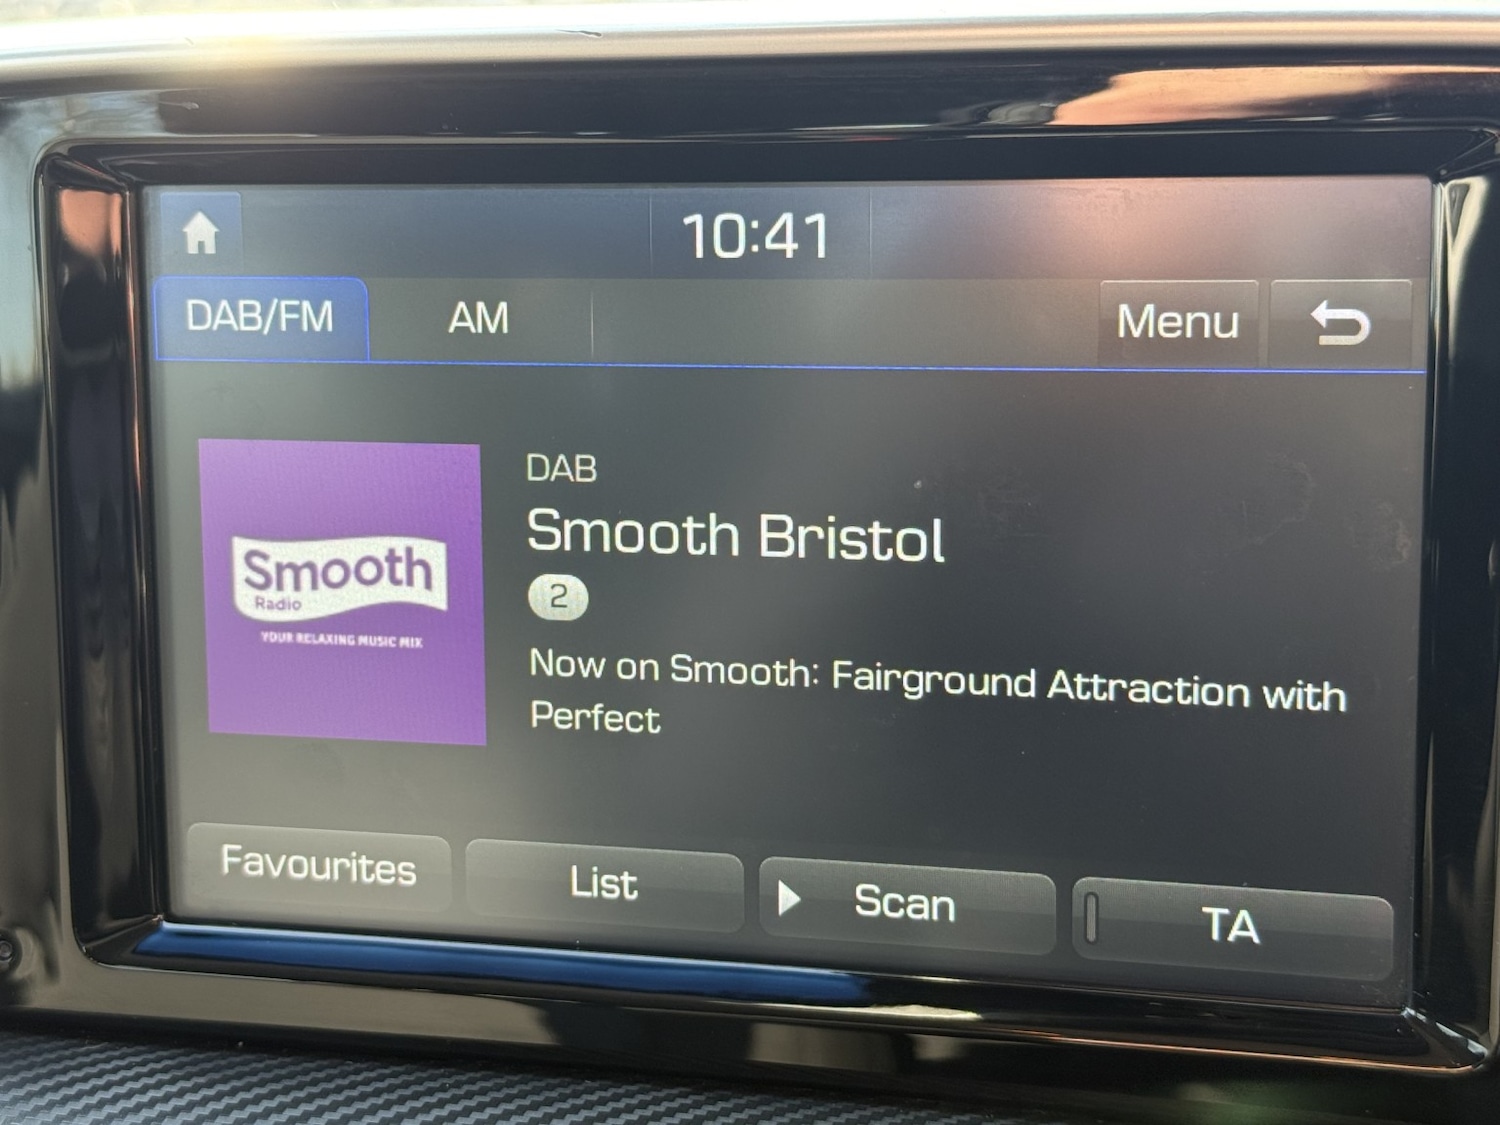 10:41
DAB/FM
AM
Menu
DAB
Smooth Bristol
2
Smooth
Radio
YOUR RELAXING MUSIC MIX
Now on Smooth: Fairground Attraction with
Perfect
Favourites
List
Scan
TA